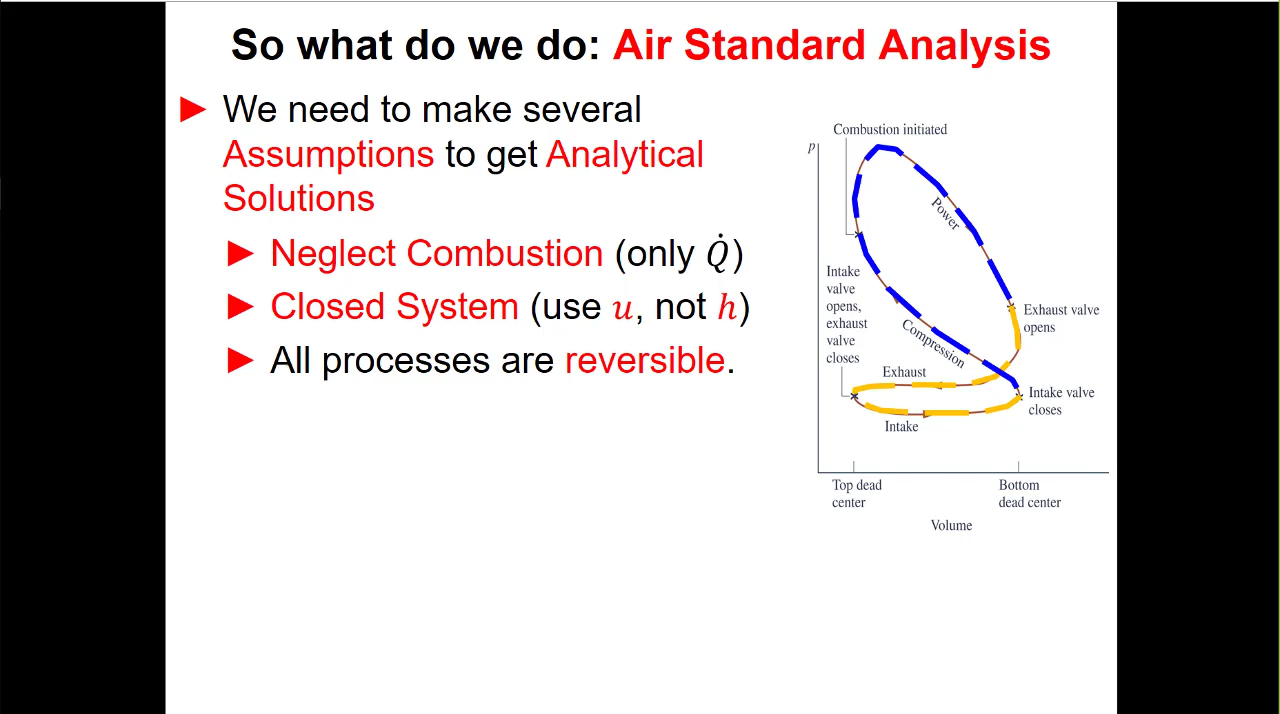 So what do we do: Air Standard Analysis
► We need to make several
Assumptions to get Analytical
Solutions
► Neglect Combustion (only Q̇)
► Closed System (use u, not h)
► All processes are reversible.
Combustion initiated
p
Power
Intake
valve
opens,
exhaust
valve
closes
Exhaust valve
opens
Compression
Exhaust
Intake valve
closes
Intake
Top dead
center
Bottom
dead center
Volume